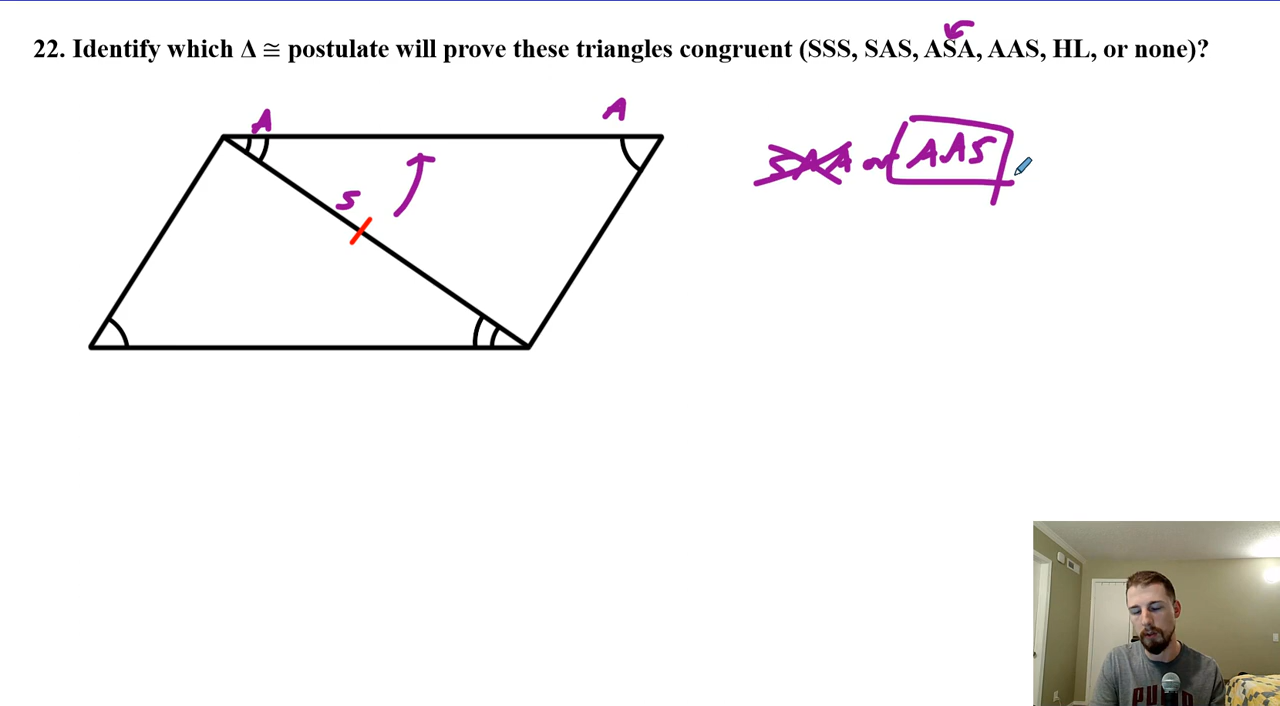 22. Identify which Δ ≅ postulate will prove these triangles congruent (SSS, SAS, ASA, AAS, HL, or none)?
A
A
SAA or AAS
S